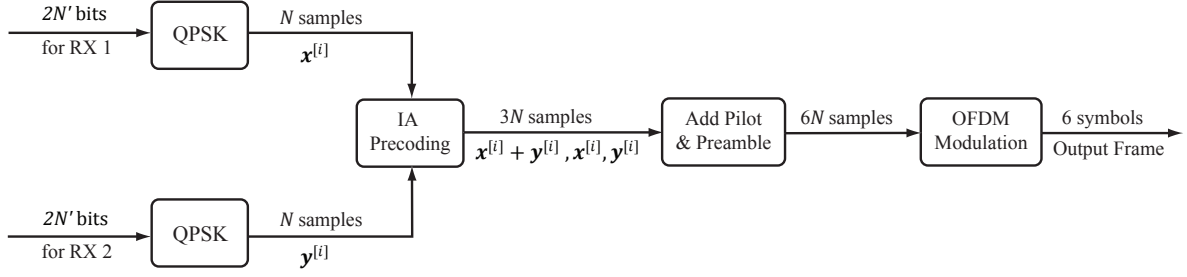 2N' bits
for RX 1
QPSK
N samples
x^[i]
IA
Precoding
3N samples
x^[i] + y^[i] , x^[i], y^[i]
Add Pilot
& Preamble
6N samples
OFDM
Modulation
6 symbols
Output Frame
2N' bits
for RX 2
QPSK
N samples
y^[i]